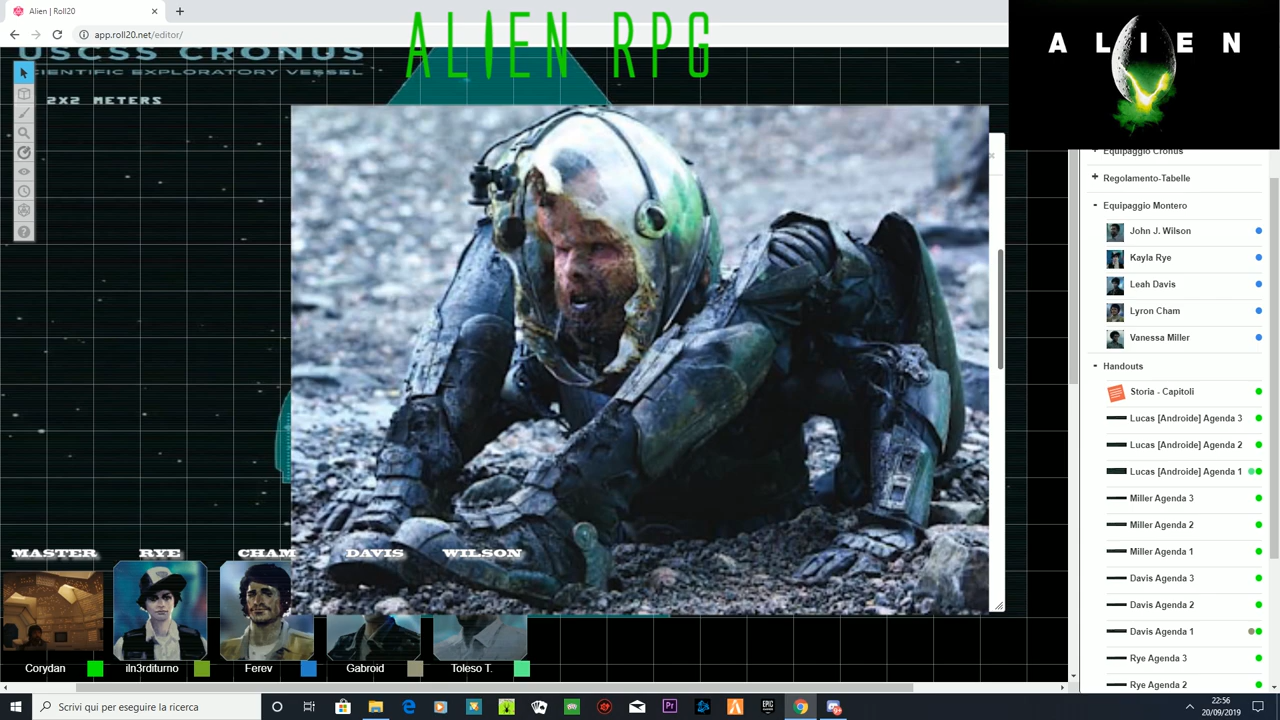 Alien | Roll20
app.roll20.net/editor/
USCSS CRONUS
SCIENTIFIC EXPLORATORY VESSEL
2X2 METERS
ALIEN RPG
ALIEN
Equipaggio Cronus
Regolamento-Tabelle
Equipaggio Montero
John J. Wilson
Kayla Rye
Leah Davis
Lyron Cham
Vanessa Miller
Handouts
Storia - Capitoli
Lucas [Androide] Agenda 3
Lucas [Androide] Agenda 2
Lucas [Androide] Agenda 1
Miller Agenda 3
Miller Agenda 2
Miller Agenda 1
Davis Agenda 3
Davis Agenda 2
Davis Agenda 1
Rye Agenda 3
Rye Agenda 2
MASTER RYE CHAM DAVIS WILSON
Corydan iln3rditurno Ferev Gabroid Toleso T.
Scrivi qui per eseguire la ricerca
22:56
20/09/2019